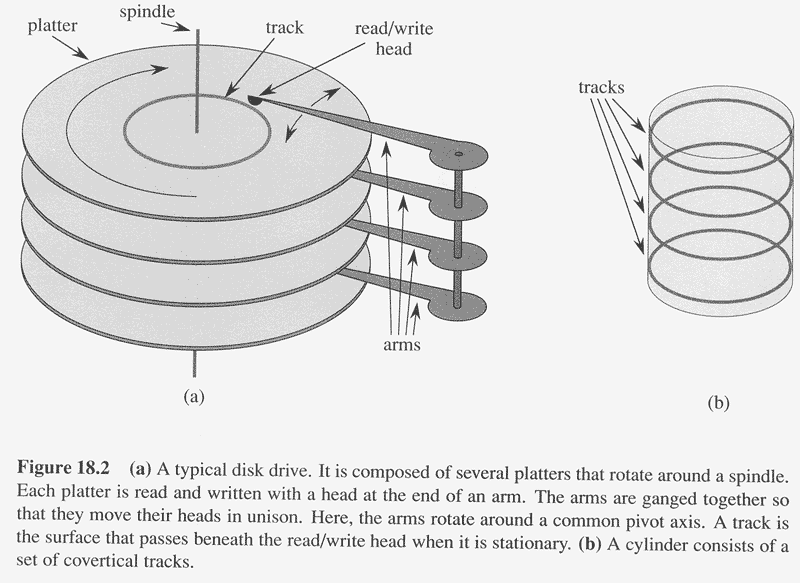 spindle
platter
track
read/write
head
tracks
arms
(a)
(b)
Figure 18.2 (a) A typical disk drive. It is composed of several platters that rotate around a spindle.
Each platter is read and written with a head at the end of an arm. The arms are ganged together so
that they move their heads in unison. Here, the arms rotate around a common pivot axis. A track is
the surface that passes beneath the read/write head when it is stationary. (b) A cylinder consists of a
set of covertical tracks.